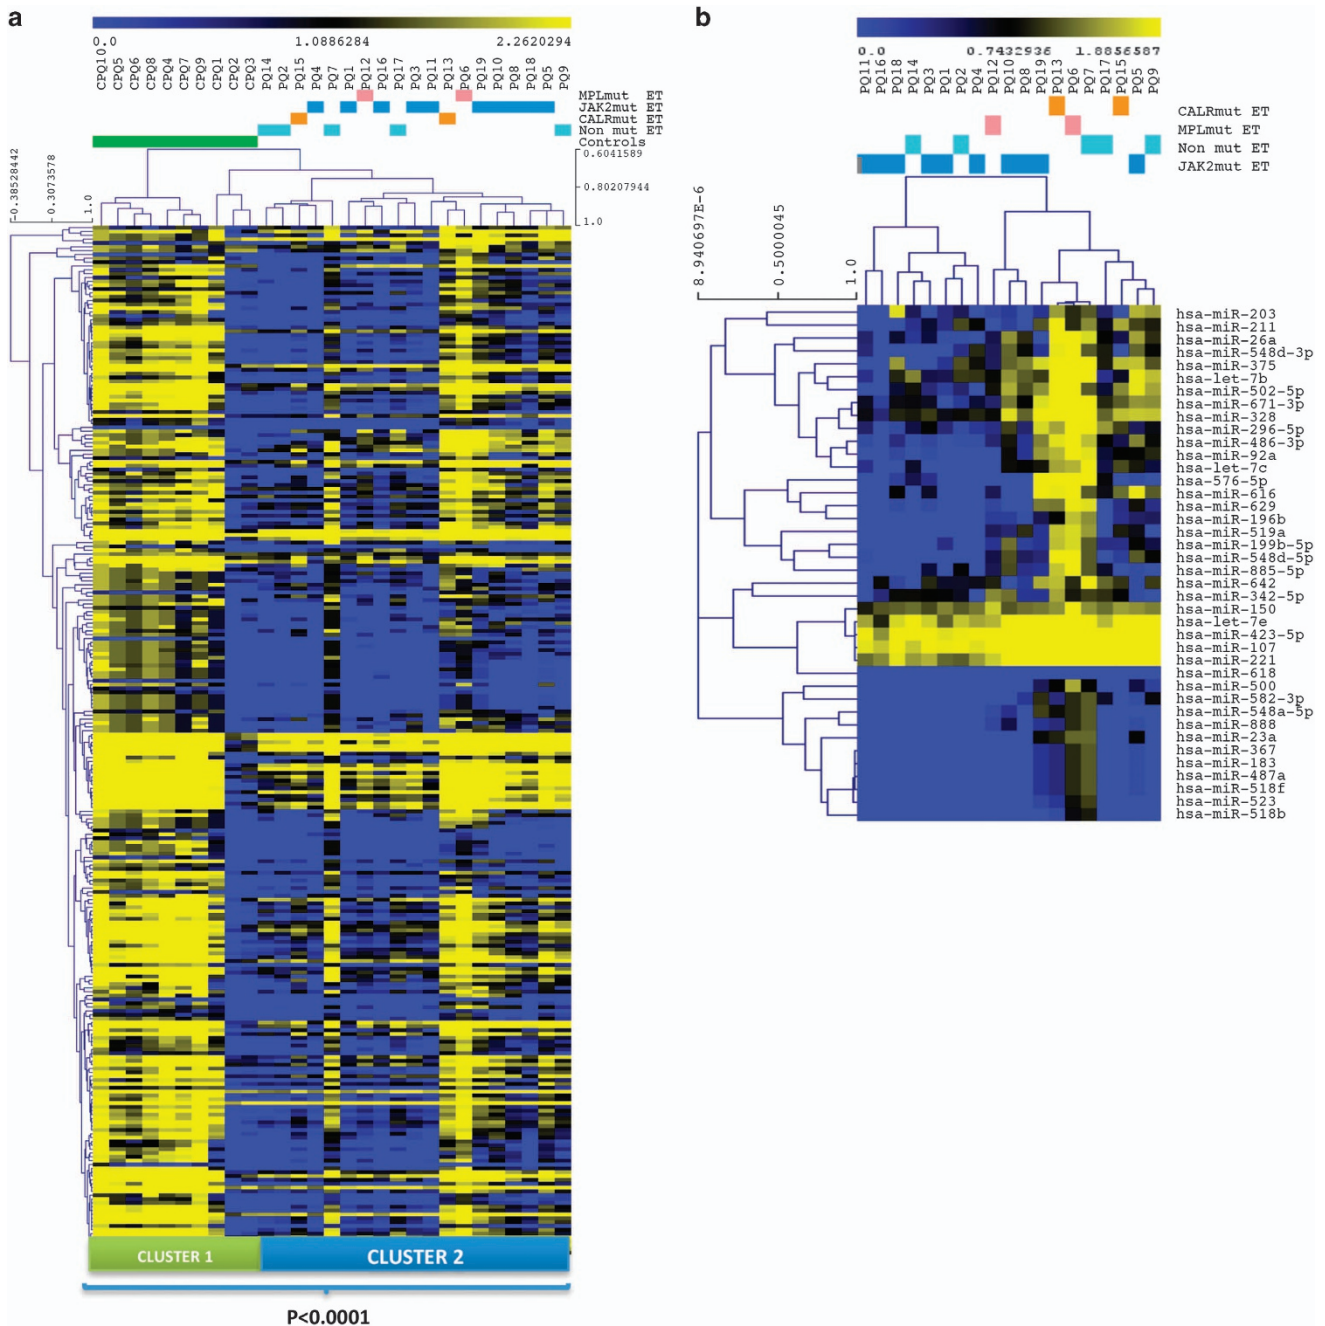 a
0.0 1.0886284 2.2620294
CPQ10 CPQ5 CPQ6 CPQ8 CPQ4 CPQ7 CPQ9 CPQ1 CPQ2 CPQ3 PQ14 PQ2 PQ15 PQ4 PQ7 PQ1 PQ12 PQ16 PQ17 PQ3 PQ11 PQ13 PQ6 PQ19 PQ10 PQ8 PQ18 PQ5 PQ9
MPLmut ET
JAK2mut ET
CALRmut ET
Non mut ET
Controls
-0.38528442 0.3073578 1.0
0.6041589
0.80207944
1.0
CLUSTER 1 CLUSTER 2
P<0.0001
b
0.0 0.7432936 1.8856587
PQ11 PQ16 PQ18 PQ14 PQ3 PQ1 PQ2 PQ4 PQ12 PQ10 PQ8 PQ19 PQ13 PQ6 PQ7 PQ17 PQ15 PQ5 PQ9
CALRmut ET
MPLmut ET
Non mut ET
JAK2mut ET
8.940697E-6 0.5000045 1.0
hsa-miR-203
hsa-miR-211
hsa-miR-26a
hsa-miR-548d-3p
hsa-miR-375
hsa-let-7b
hsa-miR-502-5p
hsa-miR-671-3p
hsa-miR-328
hsa-miR-296-5p
hsa-miR-486-3p
hsa-miR-92a
hsa-let-7c
hsa-576-5p
hsa-miR-616
hsa-miR-629
hsa-miR-196b
hsa-miR-519a
hsa-miR-199b-5p
hsa-miR-548d-5p
hsa-miR-885-5p
hsa-miR-642
hsa-miR-342-5p
hsa-miR-150
hsa-let-7e
hsa-miR-423-5p
hsa-miR-107
hsa-miR-221
hsa-miR-618
hsa-miR-500
hsa-miR-582-3p
hsa-miR-548a-5p
hsa-miR-888
hsa-miR-23a
hsa-miR-367
hsa-miR-183
hsa-miR-487a
hsa-miR-518f
hsa-miR-523
hsa-miR-518b